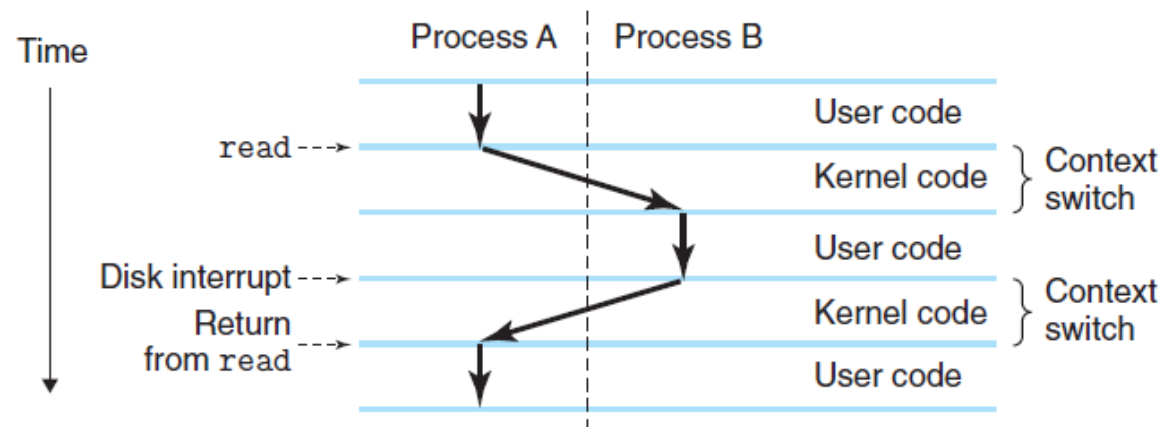 Time
Process A
Process B
User code
read
Kernel code
Context
switch
User code
Disk interrupt
Kernel code
Context
switch
Return
from read
User code